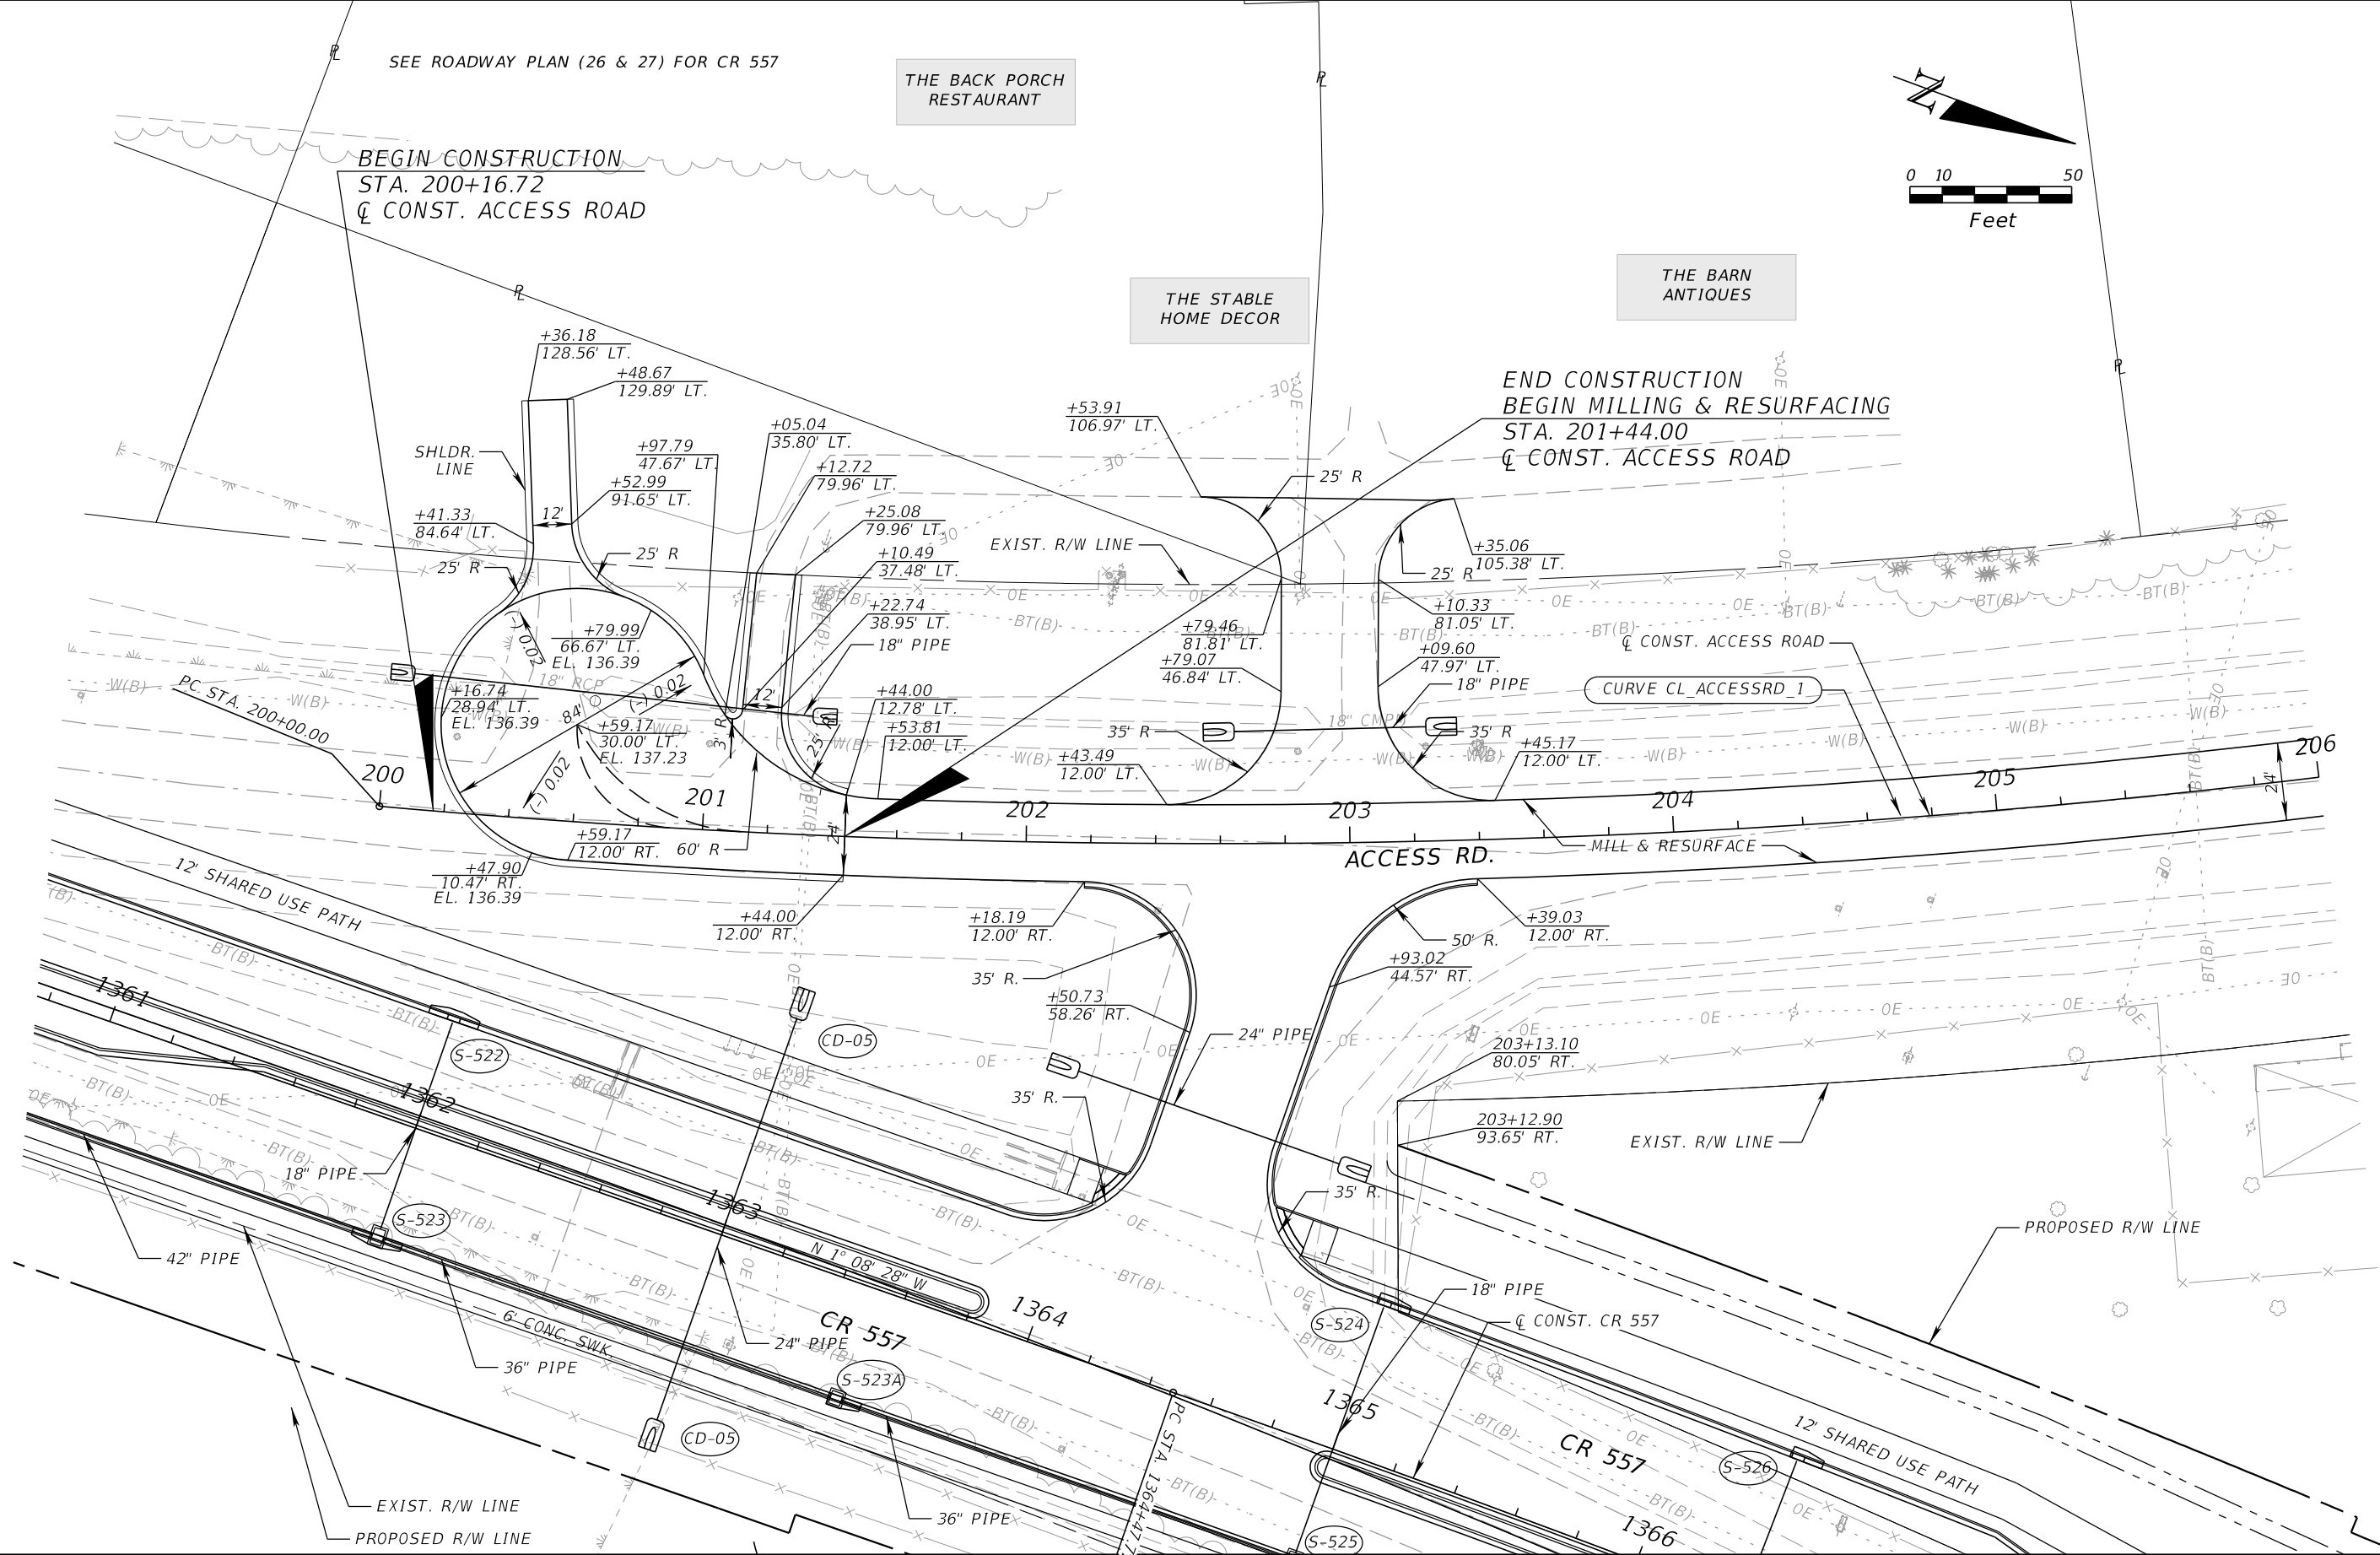 SEE ROADWAY PLAN (26 & 27) FOR CR 557
THE BACK PORCH
RESTAURANT
N
0 10 50
Feet
BEGIN CONSTRUCTION
STA. 200+16.72
℄ CONST. ACCESS ROAD
THE STABLE
HOME DECOR
THE BARN
ANTIQUES
END CONSTRUCTION
BEGIN MILLING & RESURFACING
STA. 201+44.00
℄ CONST. ACCESS ROAD
+36.18
128.56' LT.
+48.67
129.89' LT.
SHLDR.
LINE
+97.79
47.67' LT.
+52.99
91.65' LT.
+05.04
35.80' LT.
+12.72
79.96' LT.
+53.91
106.97' LT.
25' R
+41.33
84.64' LT.
12'
25' R
25' R
+25.08
79.96' LT.
+10.49
37.48' LT.
EXIST. R/W LINE
+35.06
105.38' LT.
25' R
+22.74
38.95' LT.
18" PIPE
+79.99
66.67' LT.
EL. 136.39
(-) 0.02
(-) 0.02
(-) 0.02
+79.46
81.81' LT.
+10.33
81.05' LT.
+79.07
46.84' LT.
+09.60
47.97' LT.
18" PIPE
℄ CONST. ACCESS ROAD
CURVE CL_ACCESSRD_1
PC STA. 200+00.00
18" RCP
+16.74
28.94' LT.
EL. 136.39
84'
+59.17
30.00' LT.
EL. 137.23
3' R
12'
25' R
+44.00
12.78' LT.
+53.81
12.00' LT.
18" CMP
35' R
35' R
+43.49
12.00' LT.
+45.17
12.00' LT.
200
201
202
203
204
205
206
24'
24'
+59.17
12.00' RT.
60' R
ACCESS RD.
MILL & RESURFACE
+47.90
10.47' RT.
EL. 136.39
12' SHARED USE PATH
+44.00
12.00' RT.
+18.19
12.00' RT.
+39.03
12.00' RT.
50' R.
35' R.
+93.02
44.57' RT.
+50.73
58.26' RT.
24" PIPE
1361
S-522
CD-05
203+13.10
80.05' RT.
35' R.
1362
203+12.90
93.65' RT.
EXIST. R/W LINE
18" PIPE
S-523
1363
35' R.
PROPOSED R/W LINE
42" PIPE
N 1° 08' 28" W
1364
18" PIPE
S-524
℄ CONST. CR 557
6' CONC. SWK.
CR 557
24" PIPE
36" PIPE
S-523A
CD-05
1365
PC STA. 1364+47.7
CR 557
S-526
12' SHARED USE PATH
EXIST. R/W LINE
PROPOSED R/W LINE
36" PIPE
S-525
1366
W(B)
BT(B)
OE